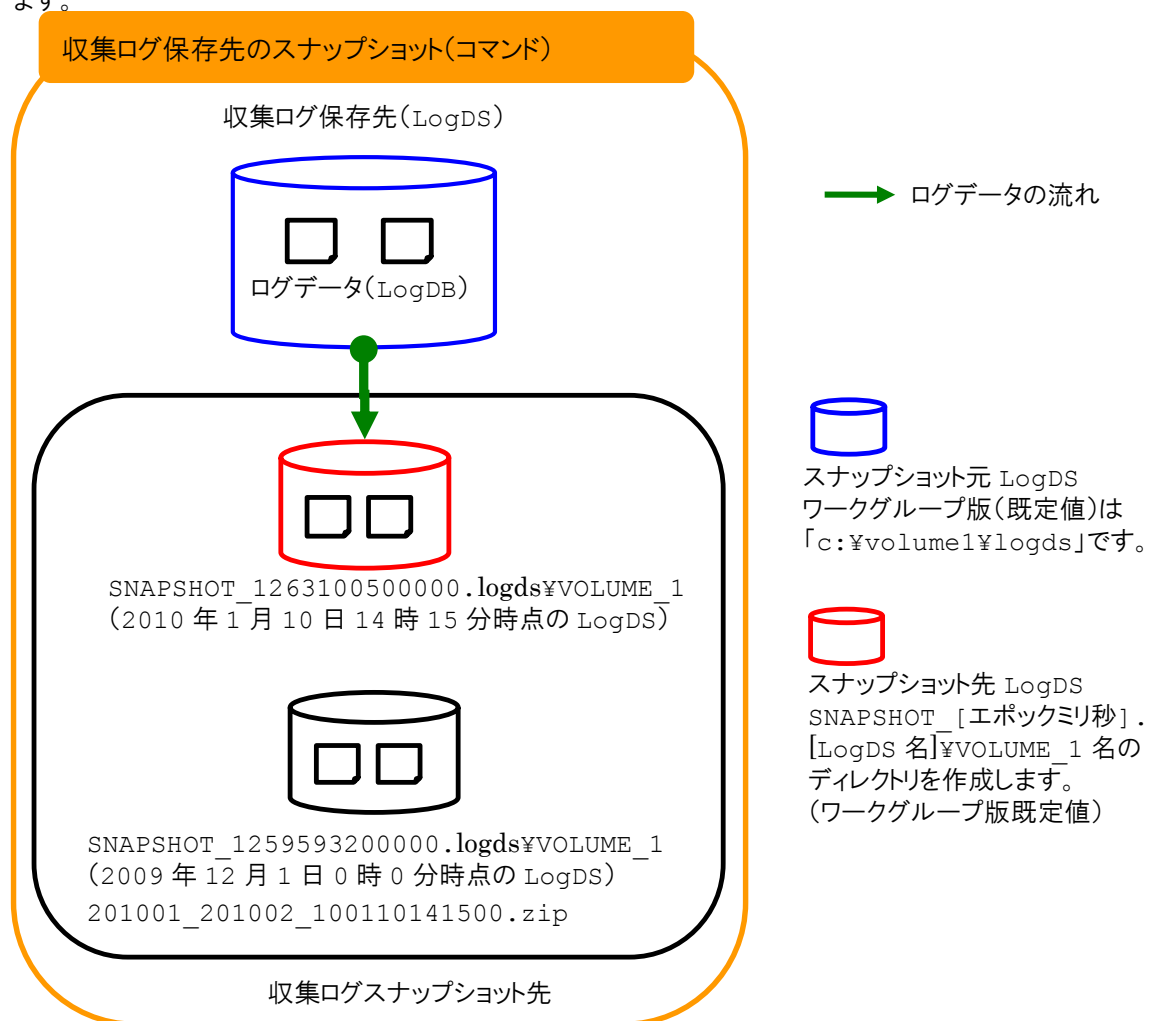 ます。
収集ログ保存先のスナップショット(コマンド)
収集ログ保存先(LogDS)
ログデータ(LogDB)
ログデータの流れ
SNAPSHOT_1263100500000.logds¥VOLUME_1
(2010 年 1 月 10 日 14 時 15 分時点の LogDS)
SNAPSHOT_1259593200000.logds¥VOLUME_1
(2009 年 12 月 1 日 0 時 0 分時点の LogDS)
201001_201002_100110141500.zip
収集ログスナップショット先
スナップショット元 LogDS
ワークグループ版(既定値)は
「c:¥volume1¥logds」です。
スナップショット先 LogDS
SNAPSHOT_[エポックミリ秒].
[LogDS 名]¥VOLUME_1 名の
ディレクトリを作成します。
(ワークグループ版既定値)